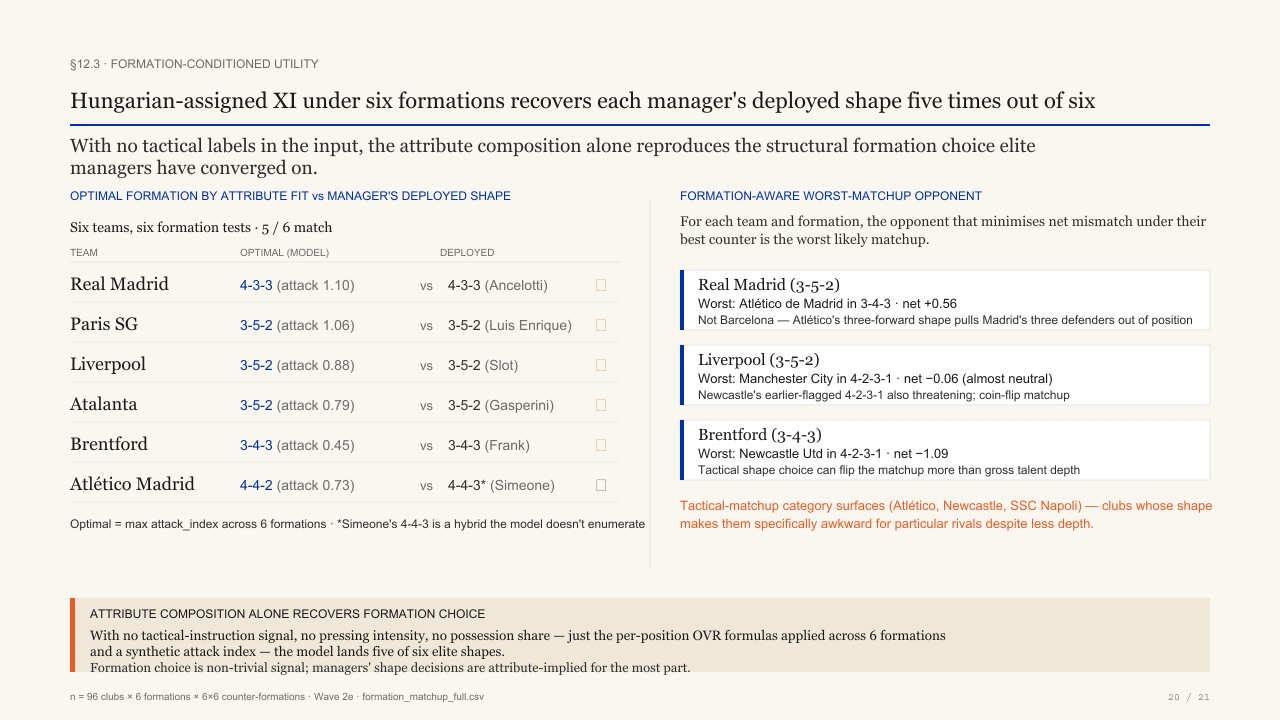 §12.3 · FORMATION-CONDITIONED UTILITY
Hungarian-assigned XI under six formations recovers each manager's deployed shape five times out of six
With no tactical labels in the input, the attribute composition alone reproduces the structural formation choice elite
managers have converged on.
OPTIMAL FORMATION BY ATTRIBUTE FIT vs MANAGER'S DEPLOYED SHAPE
Six teams, six formation tests · 5 / 6 match
TEAM OPTIMAL (MODEL) DEPLOYED
Real Madrid 4-3-3 (attack 1.10) vs 4-3-3 (Ancelotti)
Paris SG 3-5-2 (attack 1.06) vs 3-5-2 (Luis Enrique)
Liverpool 3-5-2 (attack 0.88) vs 3-5-2 (Slot)
Atalanta 3-5-2 (attack 0.79) vs 3-5-2 (Gasperini)
Brentford 3-4-3 (attack 0.45) vs 3-4-3 (Frank)
Atlético Madrid 4-4-2 (attack 0.73) vs 4-4-3* (Simeone)
Optimal = max attack_index across 6 formations · *Simeone's 4-4-3 is a hybrid the model doesn't enumerate
FORMATION-AWARE WORST-MATCHUP OPPONENT
For each team and formation, the opponent that minimises net mismatch under their
best counter is the worst likely matchup.
Real Madrid (3-5-2)
Worst: Atlético de Madrid in 3-4-3 · net +0.56
Not Barcelona — Atlético's three-forward shape pulls Madrid's three defenders out of position
Liverpool (3-5-2)
Worst: Manchester City in 4-2-3-1 · net −0.06 (almost neutral)
Newcastle's earlier-flagged 4-2-3-1 also threatening; coin-flip matchup
Brentford (3-4-3)
Worst: Newcastle Utd in 4-2-3-1 · net −1.09
Tactical shape choice can flip the matchup more than gross talent depth
Tactical-matchup category surfaces (Atlético, Newcastle, SSC Napoli) — clubs whose shape
makes them specifically awkward for particular rivals despite less depth.
ATTRIBUTE COMPOSITION ALONE RECOVERS FORMATION CHOICE
With no tactical-instruction signal, no pressing intensity, no possession share — just the per-position OVR formulas applied across 6 formations
and a synthetic attack index — the model lands five of six elite shapes.
Formation choice is non-trivial signal; managers' shape decisions are attribute-implied for the most part.
n = 96 clubs × 6 formations × 6×6 counter-formations · Wave 2e · formation_matchup_full.csv
20 / 21